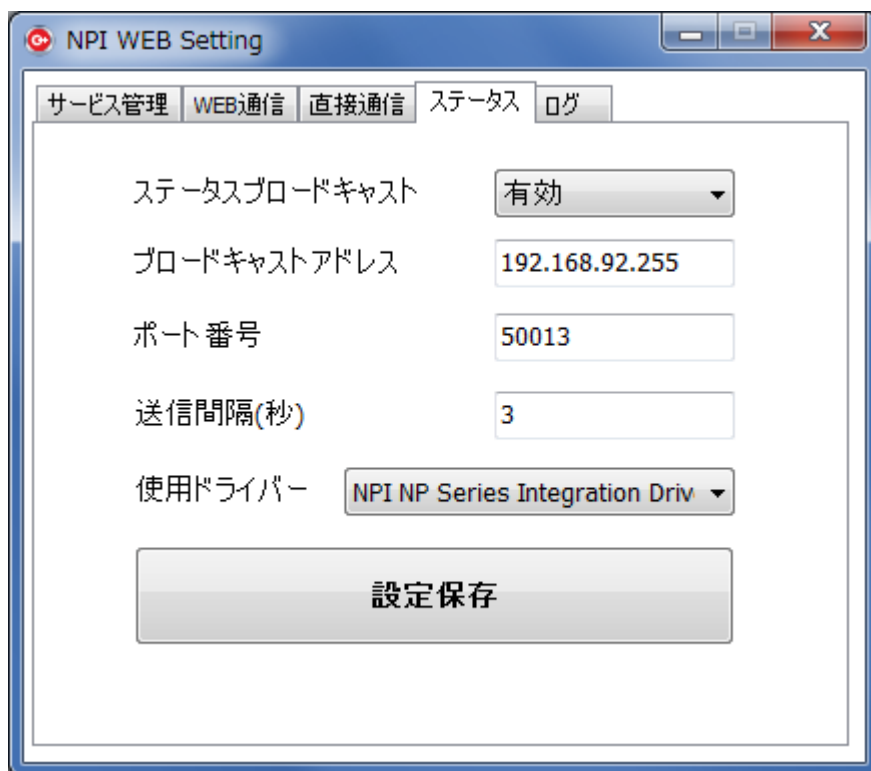 NPI WEB Setting
サービス管理 WEB通信 直接通信 ステータス ログ
ステータスブロードキャスト 有効
ブロードキャストアドレス 192.168.92.255
ポート番号 50013
送信間隔(秒) 3
使用ドライバー NPI NP Series Integration Driv
設定保存